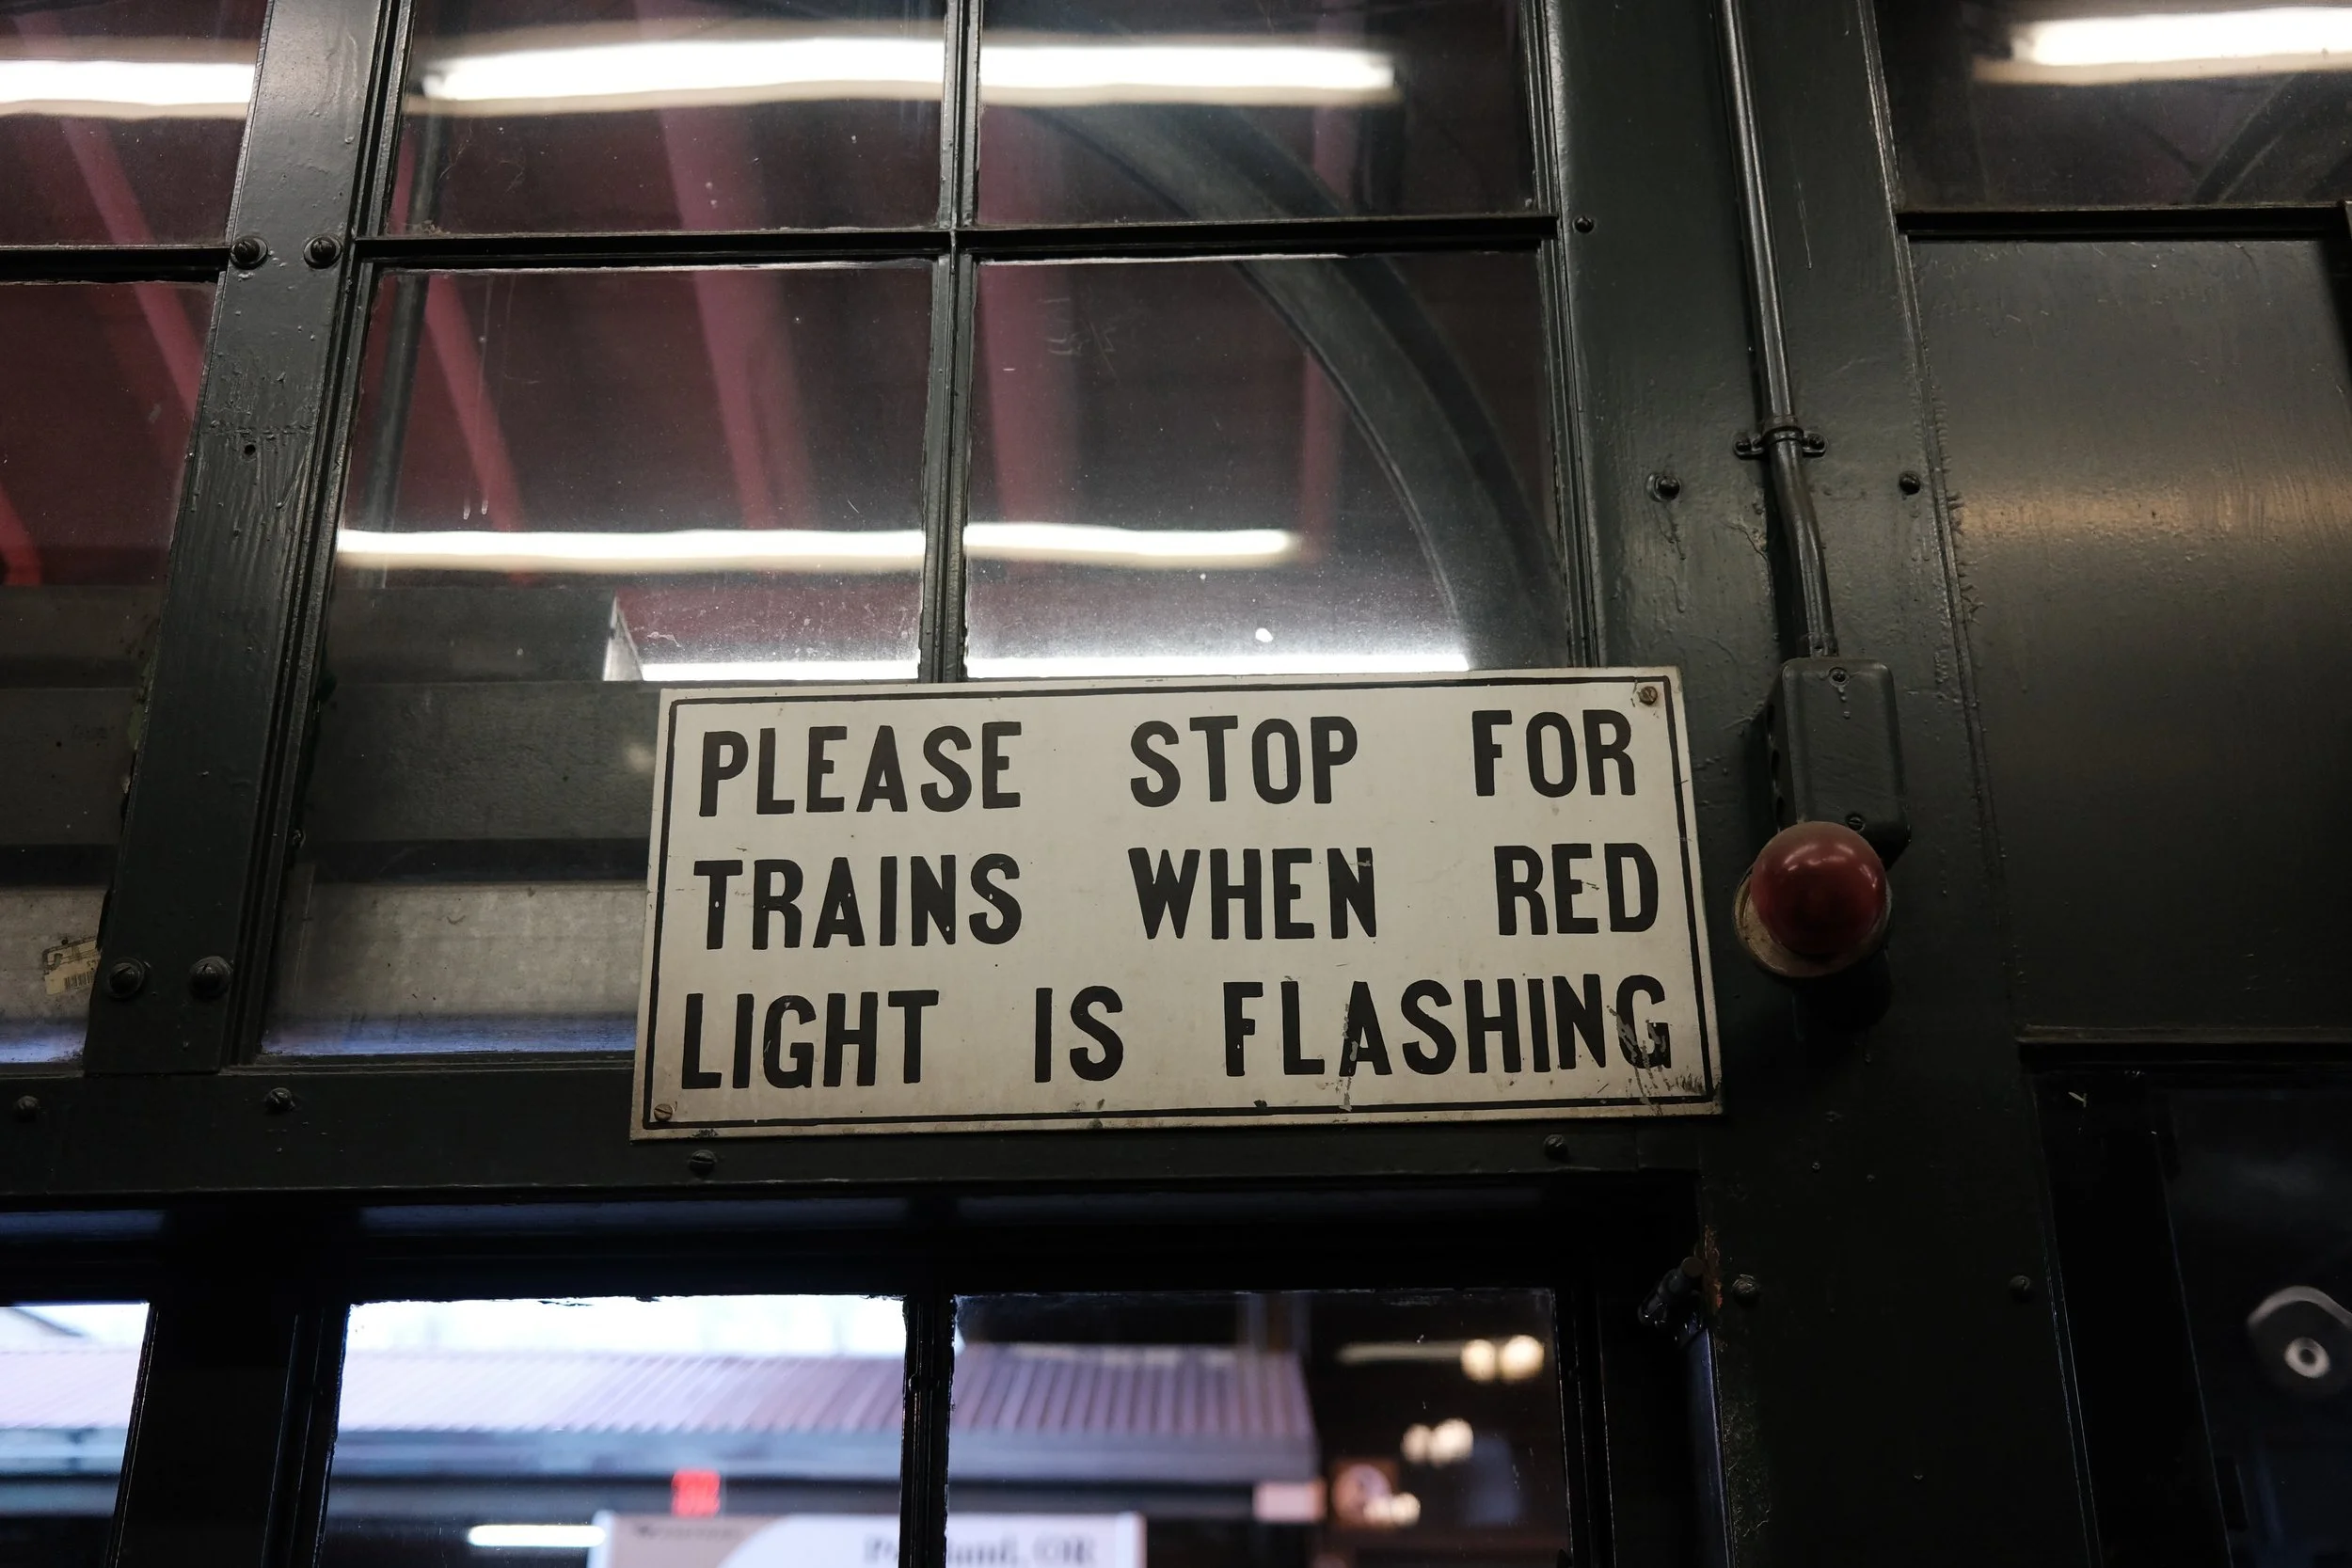 PLEASE STOP FOR
TRAINS WHEN RED
LIGHT IS FLASHING